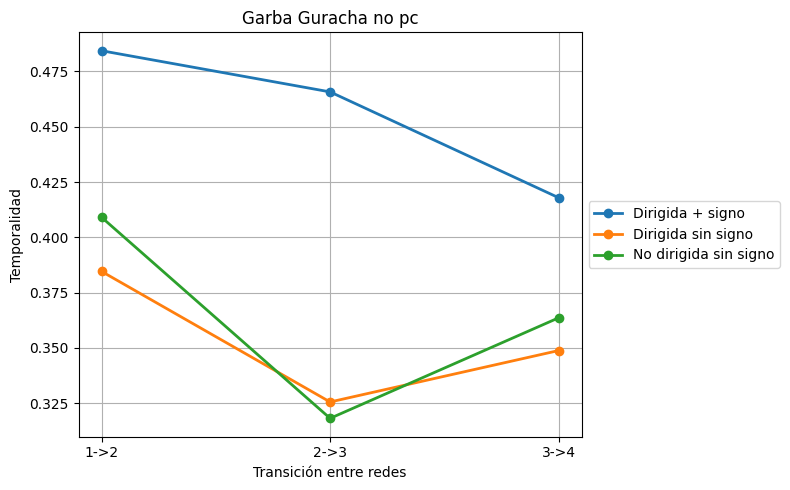 Garba Guracha no pc
Temporalidad
0.475
0.450
0.425
0.400
0.375
0.350
0.325
1->2
2->3
3->4
Transición entre redes
Dirigida + signo
Dirigida sin signo
No dirigida sin signo